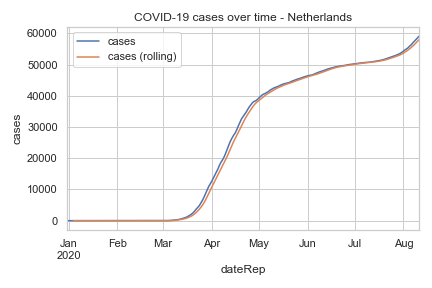 COVID-19 cases over time - Netherlands
cases
cases (rolling)
60000
50000
40000
30000
20000
10000
0
cases
Jan Feb Mar Apr May Jun Jul Aug
2020
dateRep